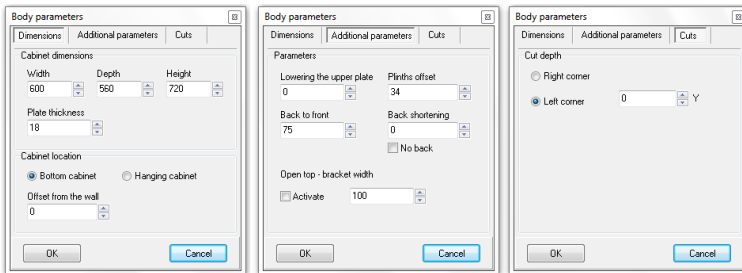 Body parameters
Dimensions Additional parameters Cuts
Cabinet dimensions
Width Depth Height
600 560 720
Plate thickness
18
Cabinet location
Bottom cabinet Hanging cabinet
Offset from the wall
0
OK Cancel
Body parameters
Dimensions Additional parameters Cuts
Parameters
Lowering the upper plate Plinths offset
0 34
Back to front Back shortening
75 0
No back
Open top - bracket width
Activate 100
OK Cancel
Body parameters
Dimensions Additional parameters Cuts
Cut depth
Right corner
Left corner 0 Y
OK Cancel